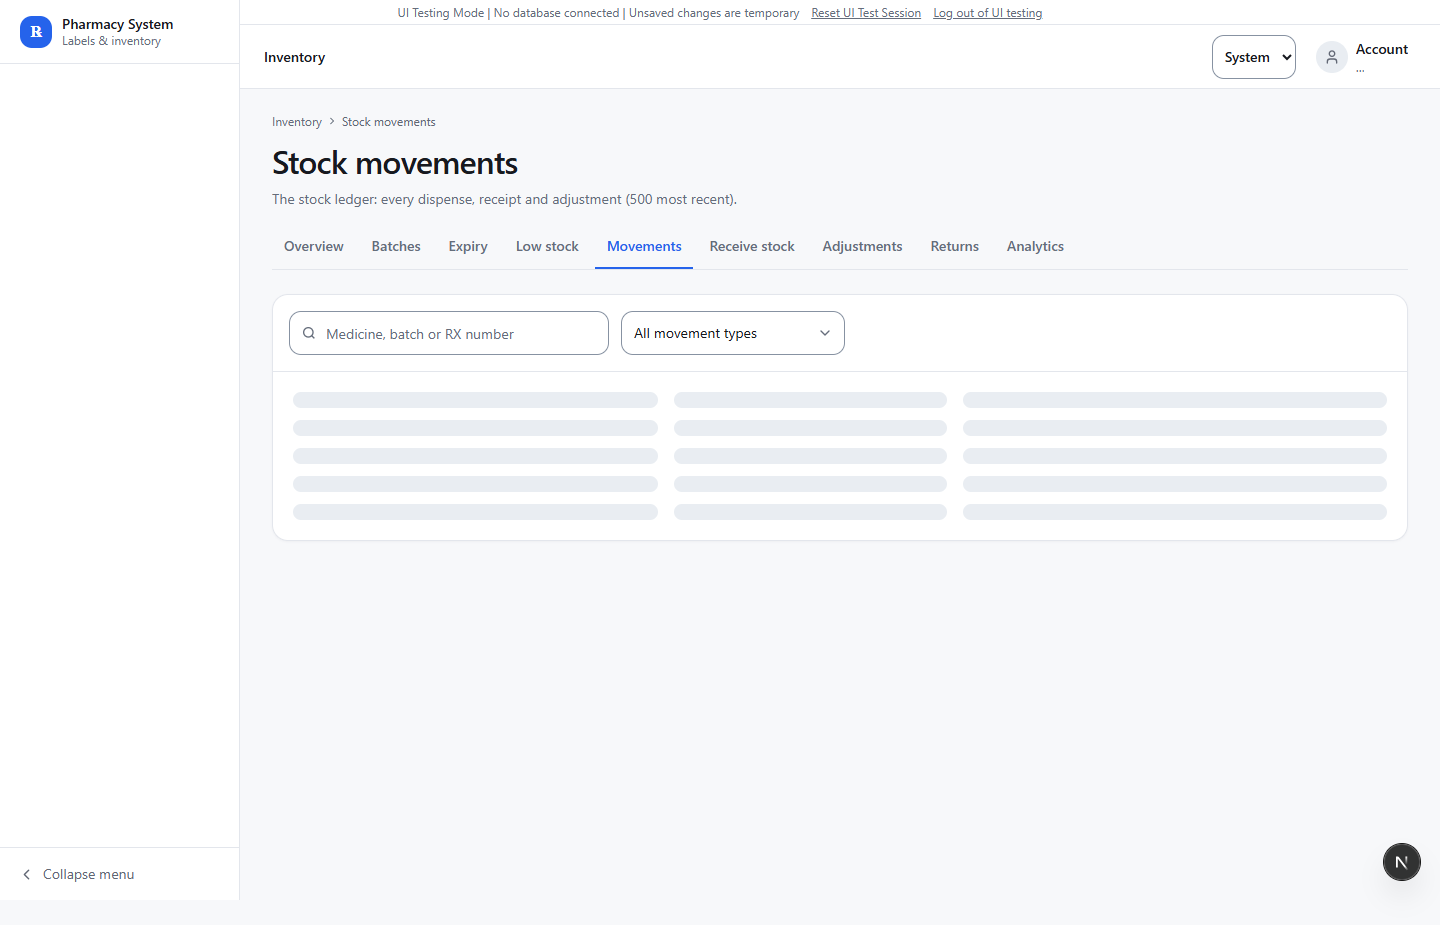 UI Testing Mode | No database connected | Unsaved changes are temporary Reset UI Test Session Log out of UI testing
℞
Pharmacy System
Labels & inventory
Inventory
System
Account
...
Inventory > Stock movements
Stock movements
The stock ledger: every dispense, receipt and adjustment (500 most recent).
Overview Batches Expiry Low stock Movements Receive stock Adjustments Returns Analytics
Medicine, batch or RX number
All movement types
Collapse menu
N